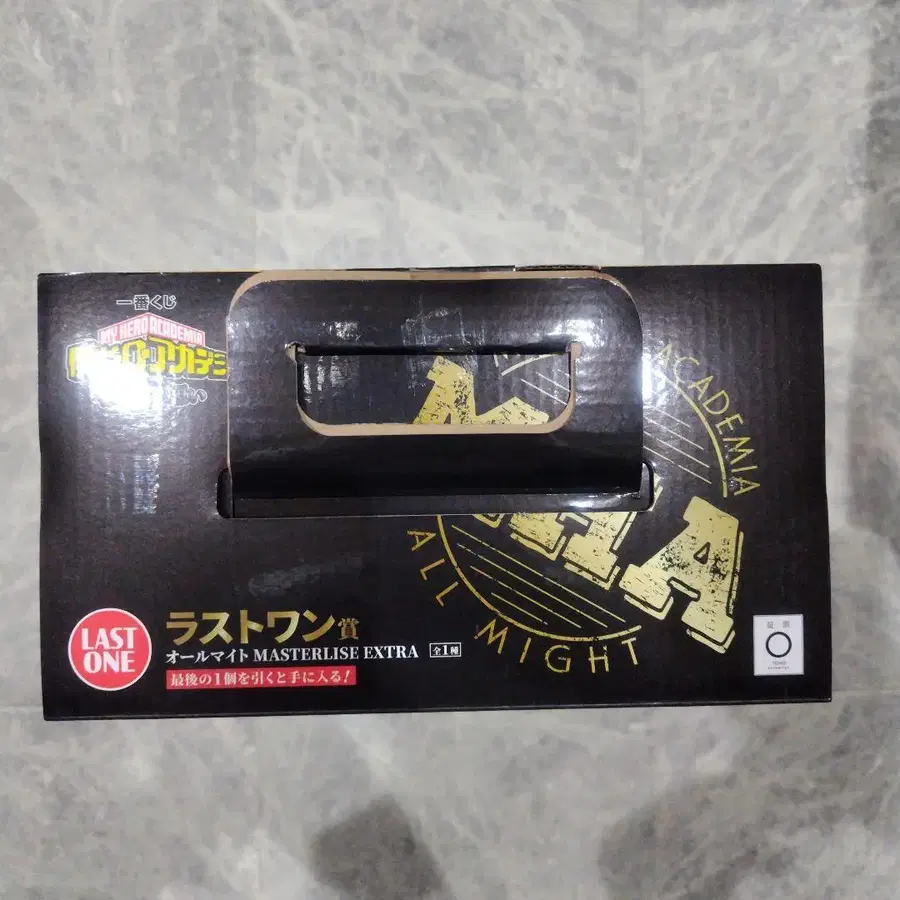 一番くじ
MY HERO ACADEMIA
ACADEMIA
ALL MIGHT
LAST
ONE
ラストワン賞
オールマイト MASTERLISE EXTRA 全1種
最後の1個を引くと手に入る!
証票